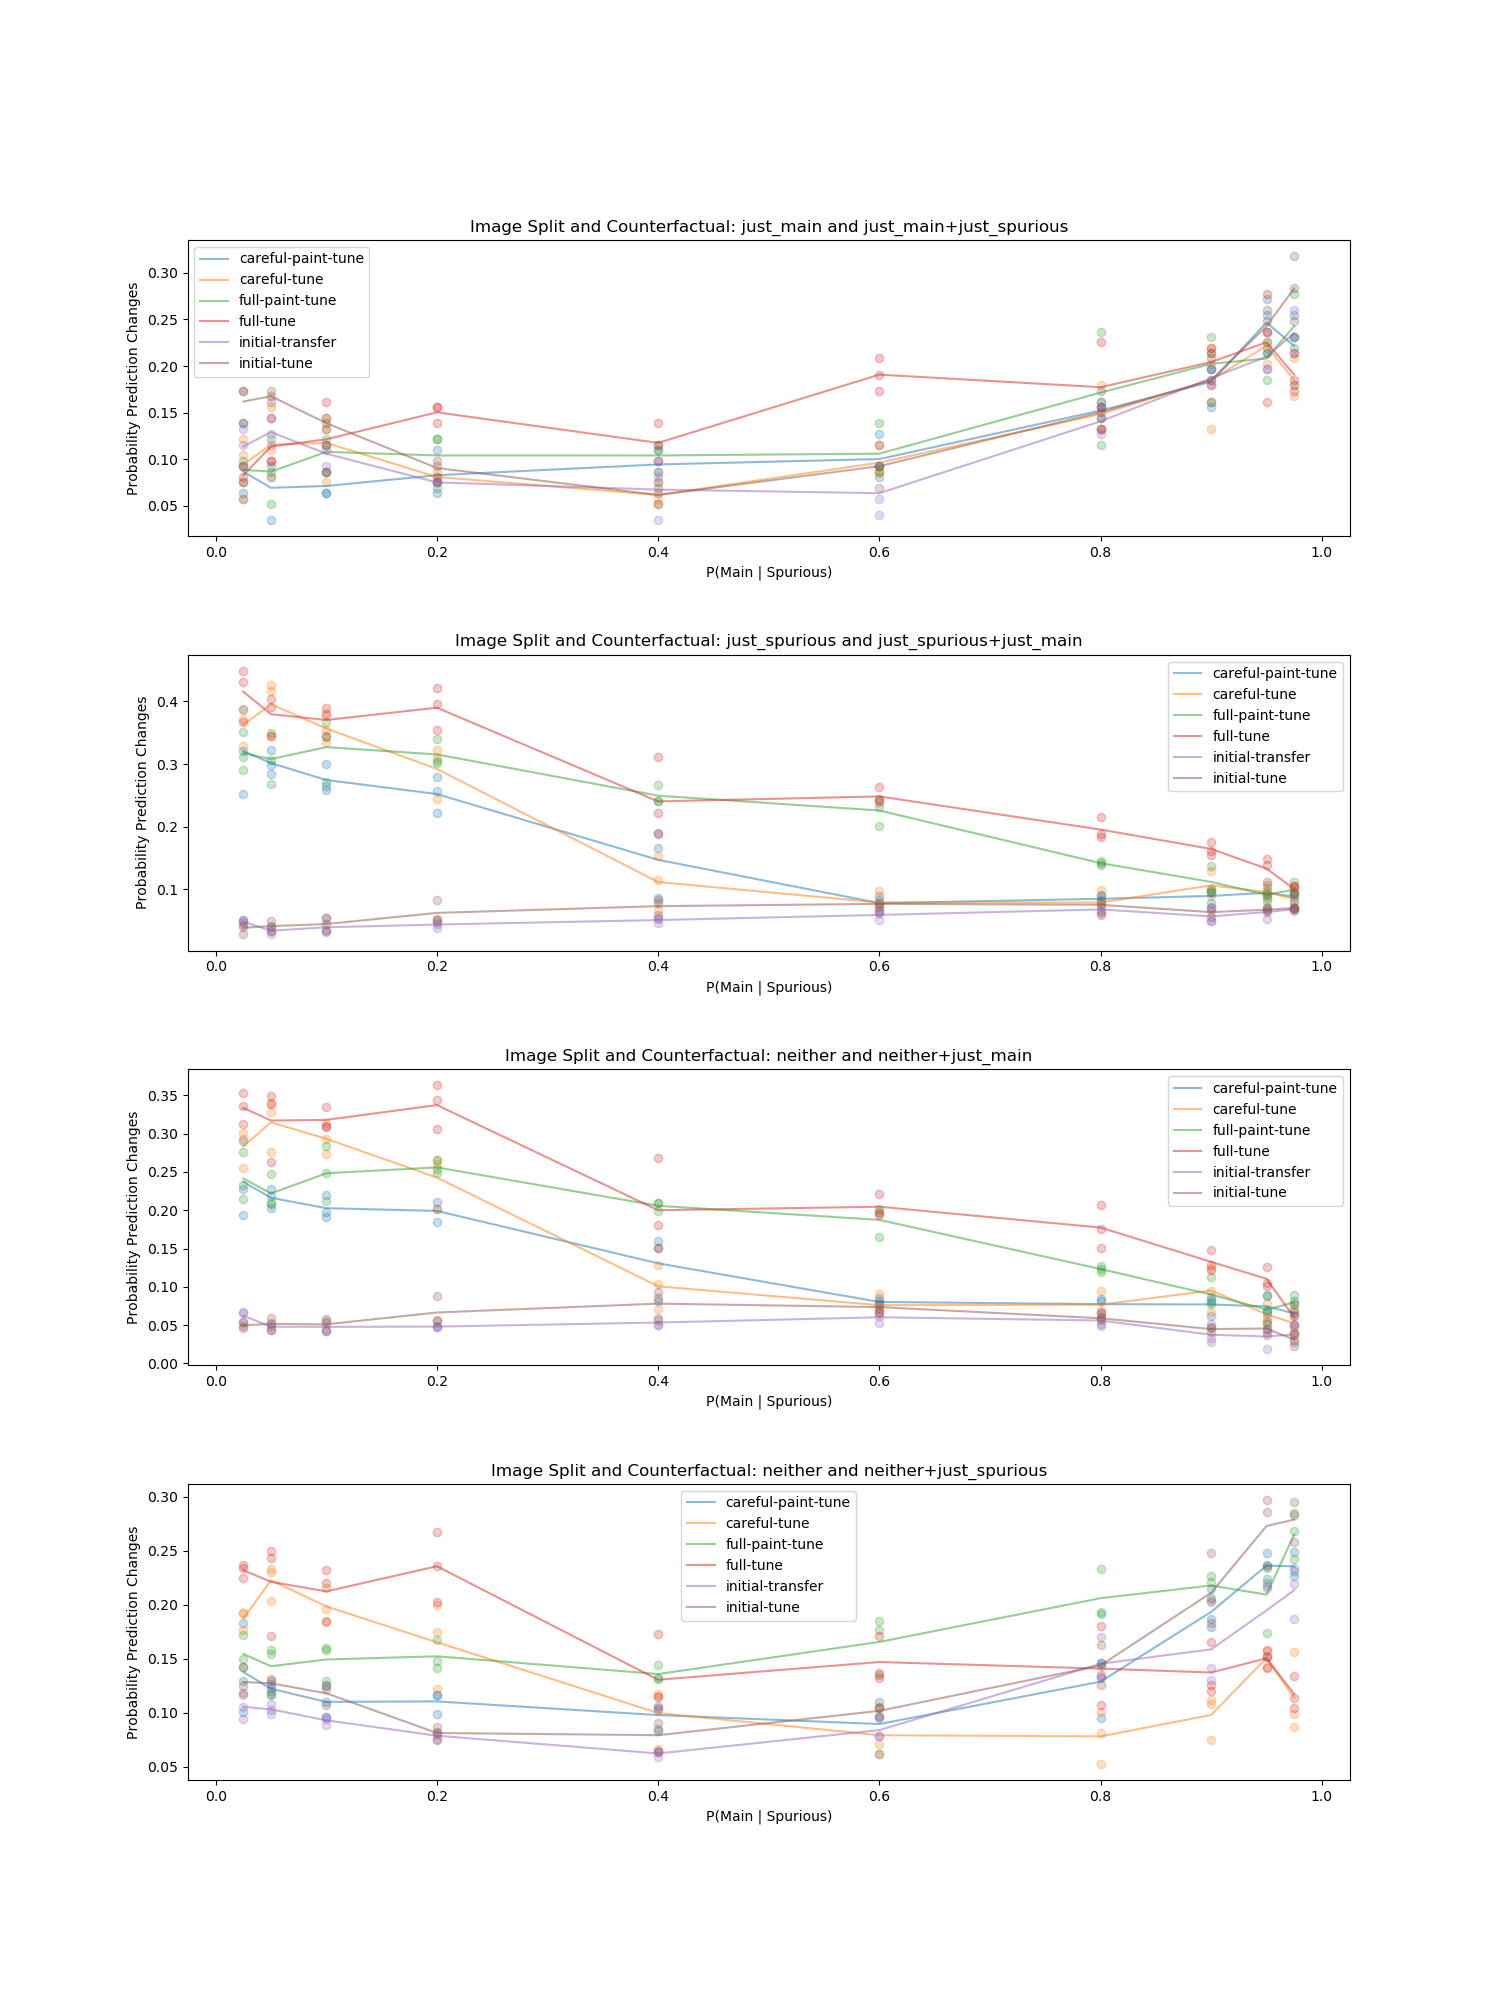 Image Split and Counterfactual: just_main and just_main+just_spurious
Probability Prediction Changes
0.30
0.25
0.20
0.15
0.10
0.05
careful-paint-tune
careful-tune
full-paint-tune
full-tune
initial-transfer
initial-tune
0.0 0.2 0.4 0.6 0.8 1.0
P(Main | Spurious)
Image Split and Counterfactual: just_spurious and just_spurious+just_main
Probability Prediction Changes
0.4
0.3
0.2
0.1
careful-paint-tune
careful-tune
full-paint-tune
full-tune
initial-transfer
initial-tune
0.0 0.2 0.4 0.6 0.8 1.0
P(Main | Spurious)
Image Split and Counterfactual: neither and neither+just_main
Probability Prediction Changes
0.35
0.30
0.25
0.20
0.15
0.10
0.05
0.00
careful-paint-tune
careful-tune
full-paint-tune
full-tune
initial-transfer
initial-tune
0.0 0.2 0.4 0.6 0.8 1.0
P(Main | Spurious)
Image Split and Counterfactual: neither and neither+just_spurious
Probability Prediction Changes
0.30
0.25
0.20
0.15
0.10
0.05
careful-paint-tune
careful-tune
full-paint-tune
full-tune
initial-transfer
initial-tune
0.0 0.2 0.4 0.6 0.8 1.0
P(Main | Spurious)